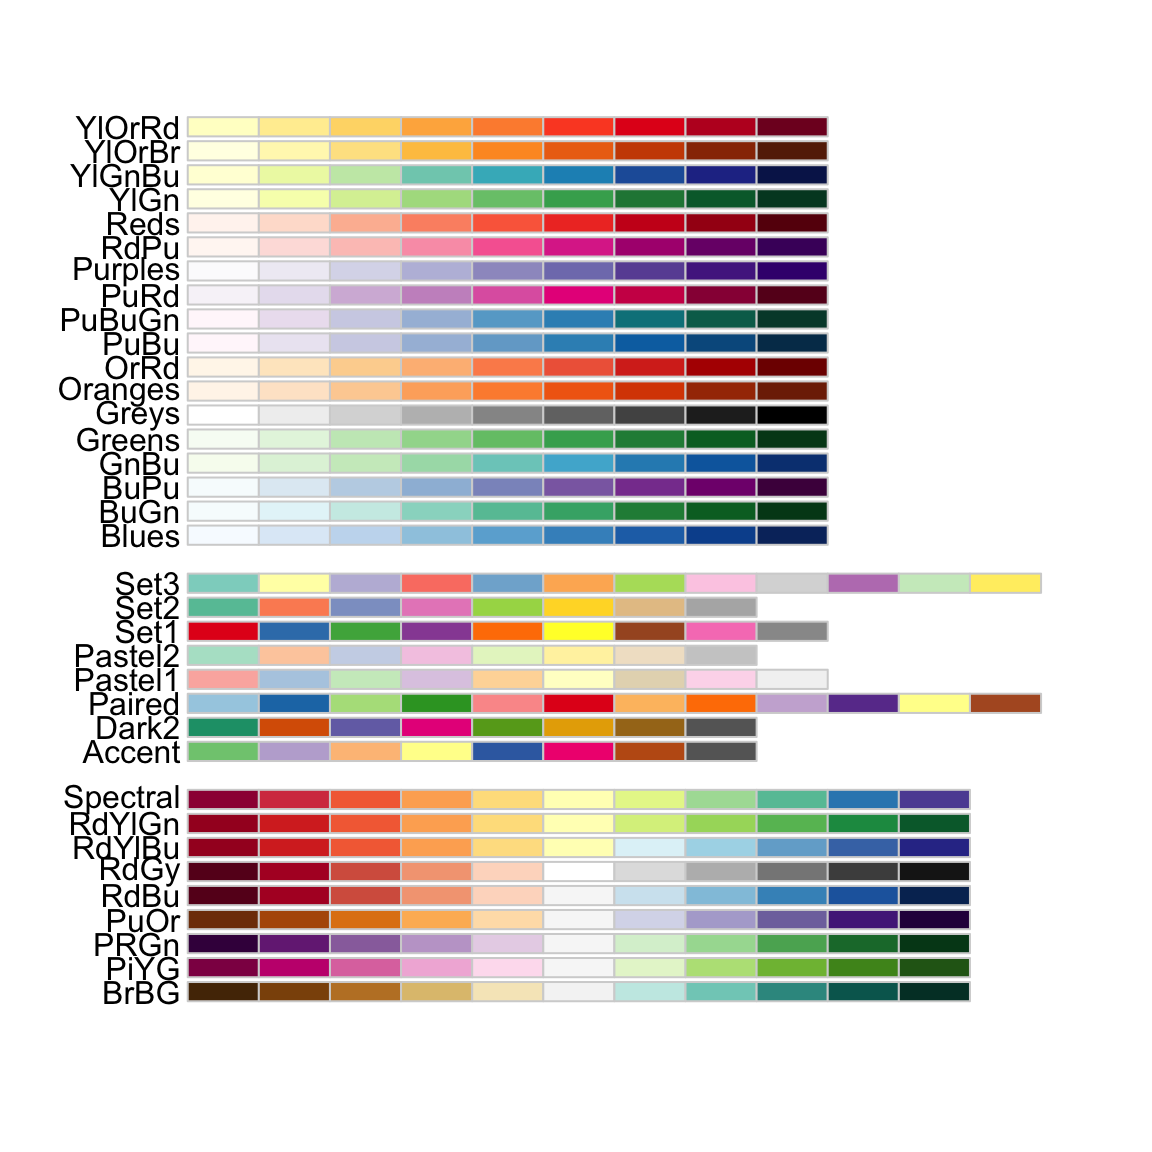 YlOrRd
YlOrBr
YlGnBu
YlGn
Reds
RdPu
Purples
PuRd
PuBuGn
PuBu
OrRd
Oranges
Greys
Greens
GnBu
BuPu
BuGn
Blues
Set3
Set2
Set1
Pastel2
Pastel1
Paired
Dark2
Accent
Spectral
RdYlGn
RdYlBu
RdGy
RdBu
PuOr
PRGn
PiYG
BrBG